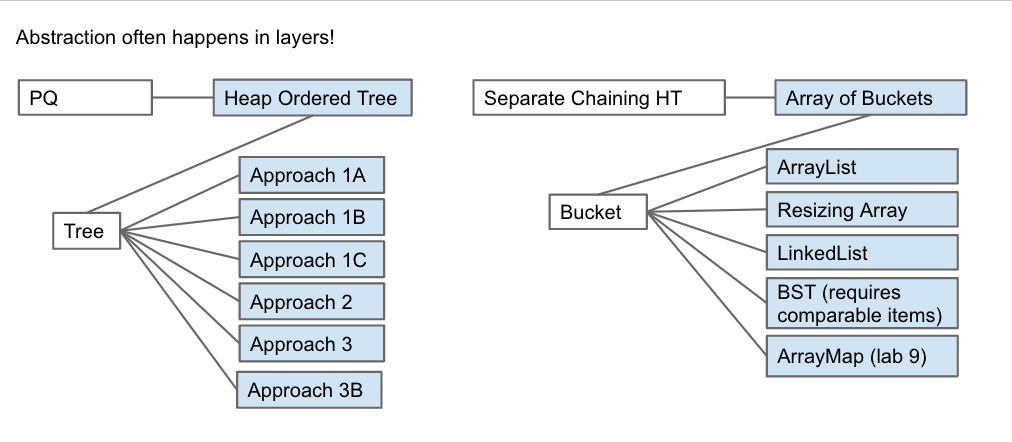 Abstraction often happens in layers!
PQ
Heap Ordered Tree
Tree
Approach 1A
Approach 1B
Approach 1C
Approach 2
Approach 3
Approach 3B
Separate Chaining HT
Array of Buckets
Bucket
ArrayList
Resizing Array
LinkedList
BST (requires
comparable items)
ArrayMap (lab 9)